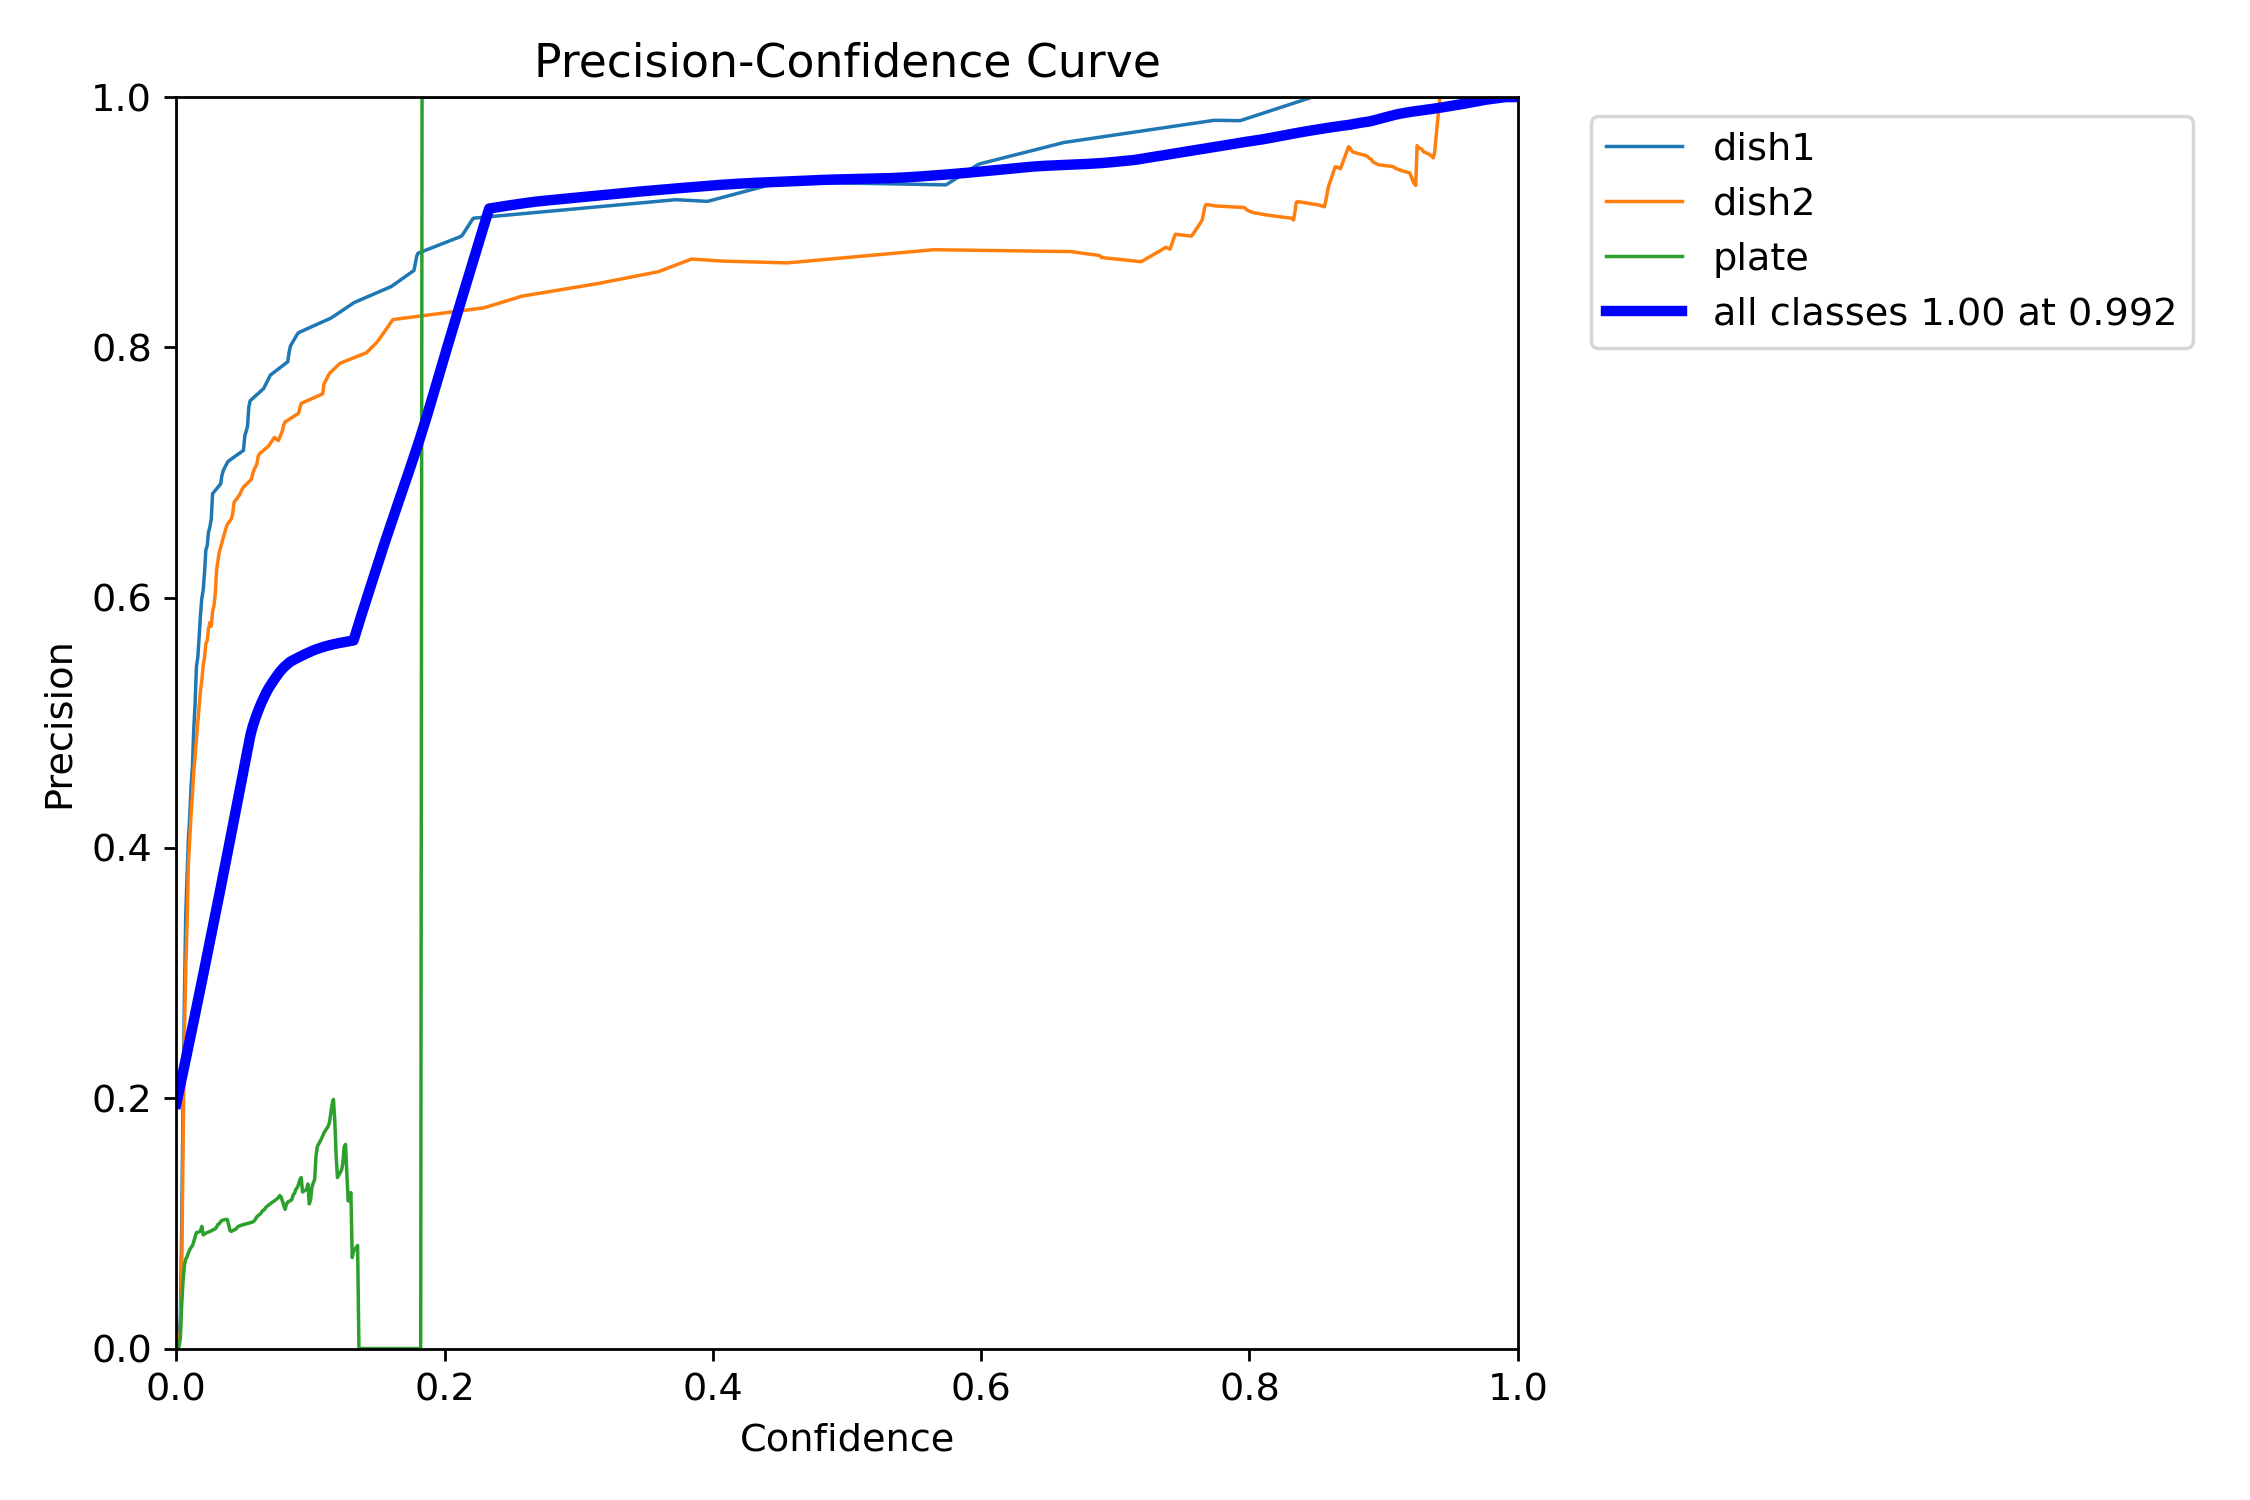 Precision-Confidence Curve
1.0
0.8
0.6
0.4
0.2
0.0
Precision
0.0 0.2 0.4 0.6 0.8 1.0
Confidence
dish1
dish2
plate
all classes 1.00 at 0.992